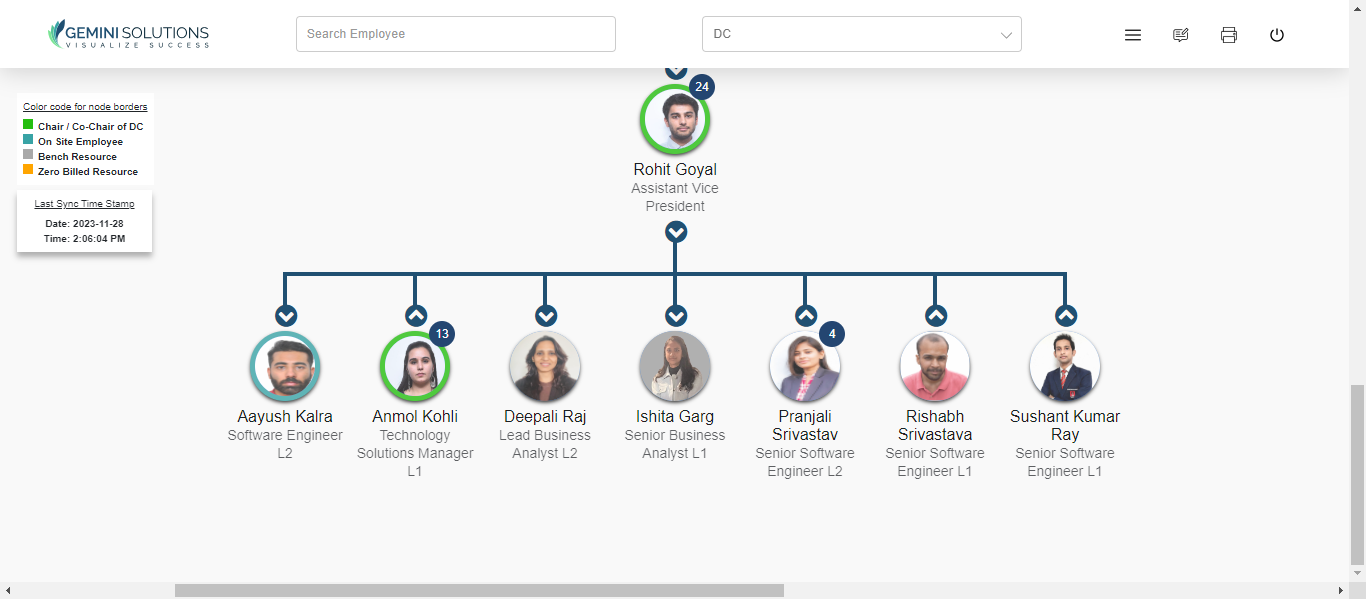 GEMINI SOLUTIONS
VISUALIZE SUCCESS
Search Employee
DC
Color code for node borders
Chair / Co-Chair of DC
On Site Employee
Bench Resource
Zero Billed Resource
Last Sync Time Stamp
Date: 2023-11-28
Time: 2:06:04 PM
24
Rohit Goyal
Assistant Vice
President
Aayush Kalra
Software Engineer
L2
13
Anmol Kohli
Technology
Solutions Manager
L1
Deepali Raj
Lead Business
Analyst L2
Ishita Garg
Senior Business
Analyst L1
4
Pranjali
Srivastav
Senior Software
Engineer L2
Rishabh
Srivastava
Senior Software
Engineer L1
Sushant Kumar
Ray
Senior Software
Engineer L1